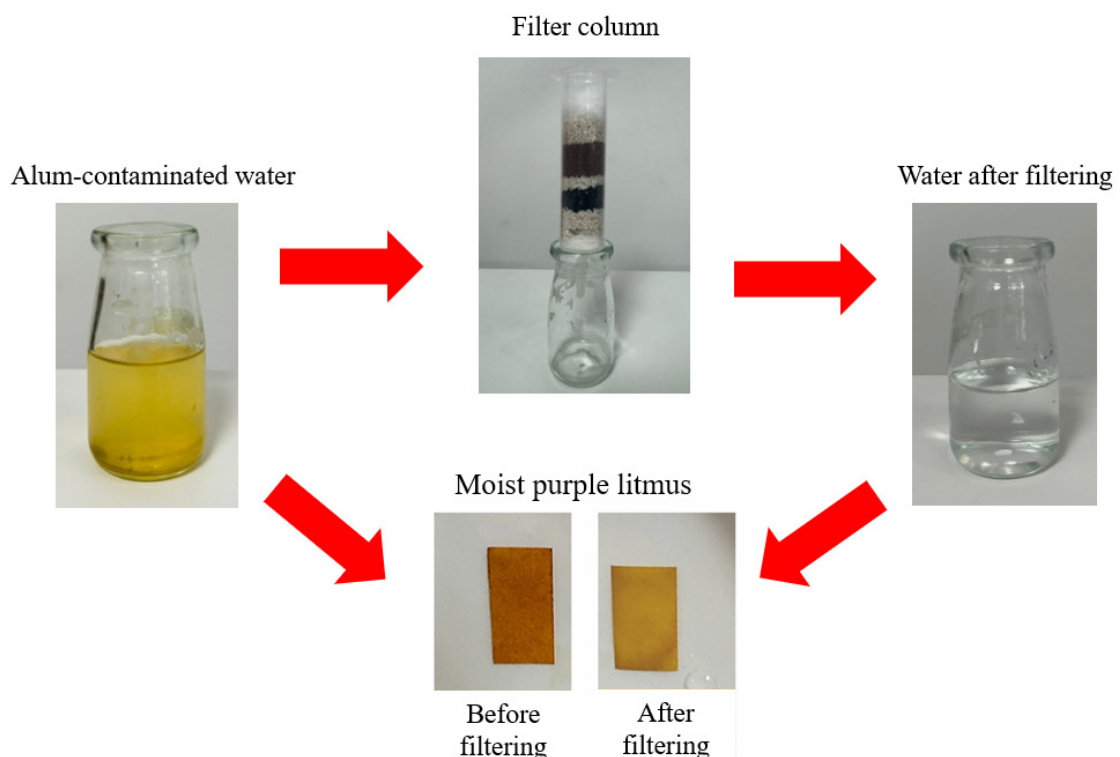 Filter column
Alum-contaminated water
Water after filtering
Moist purple litmus
Before
filtering
After
filtering